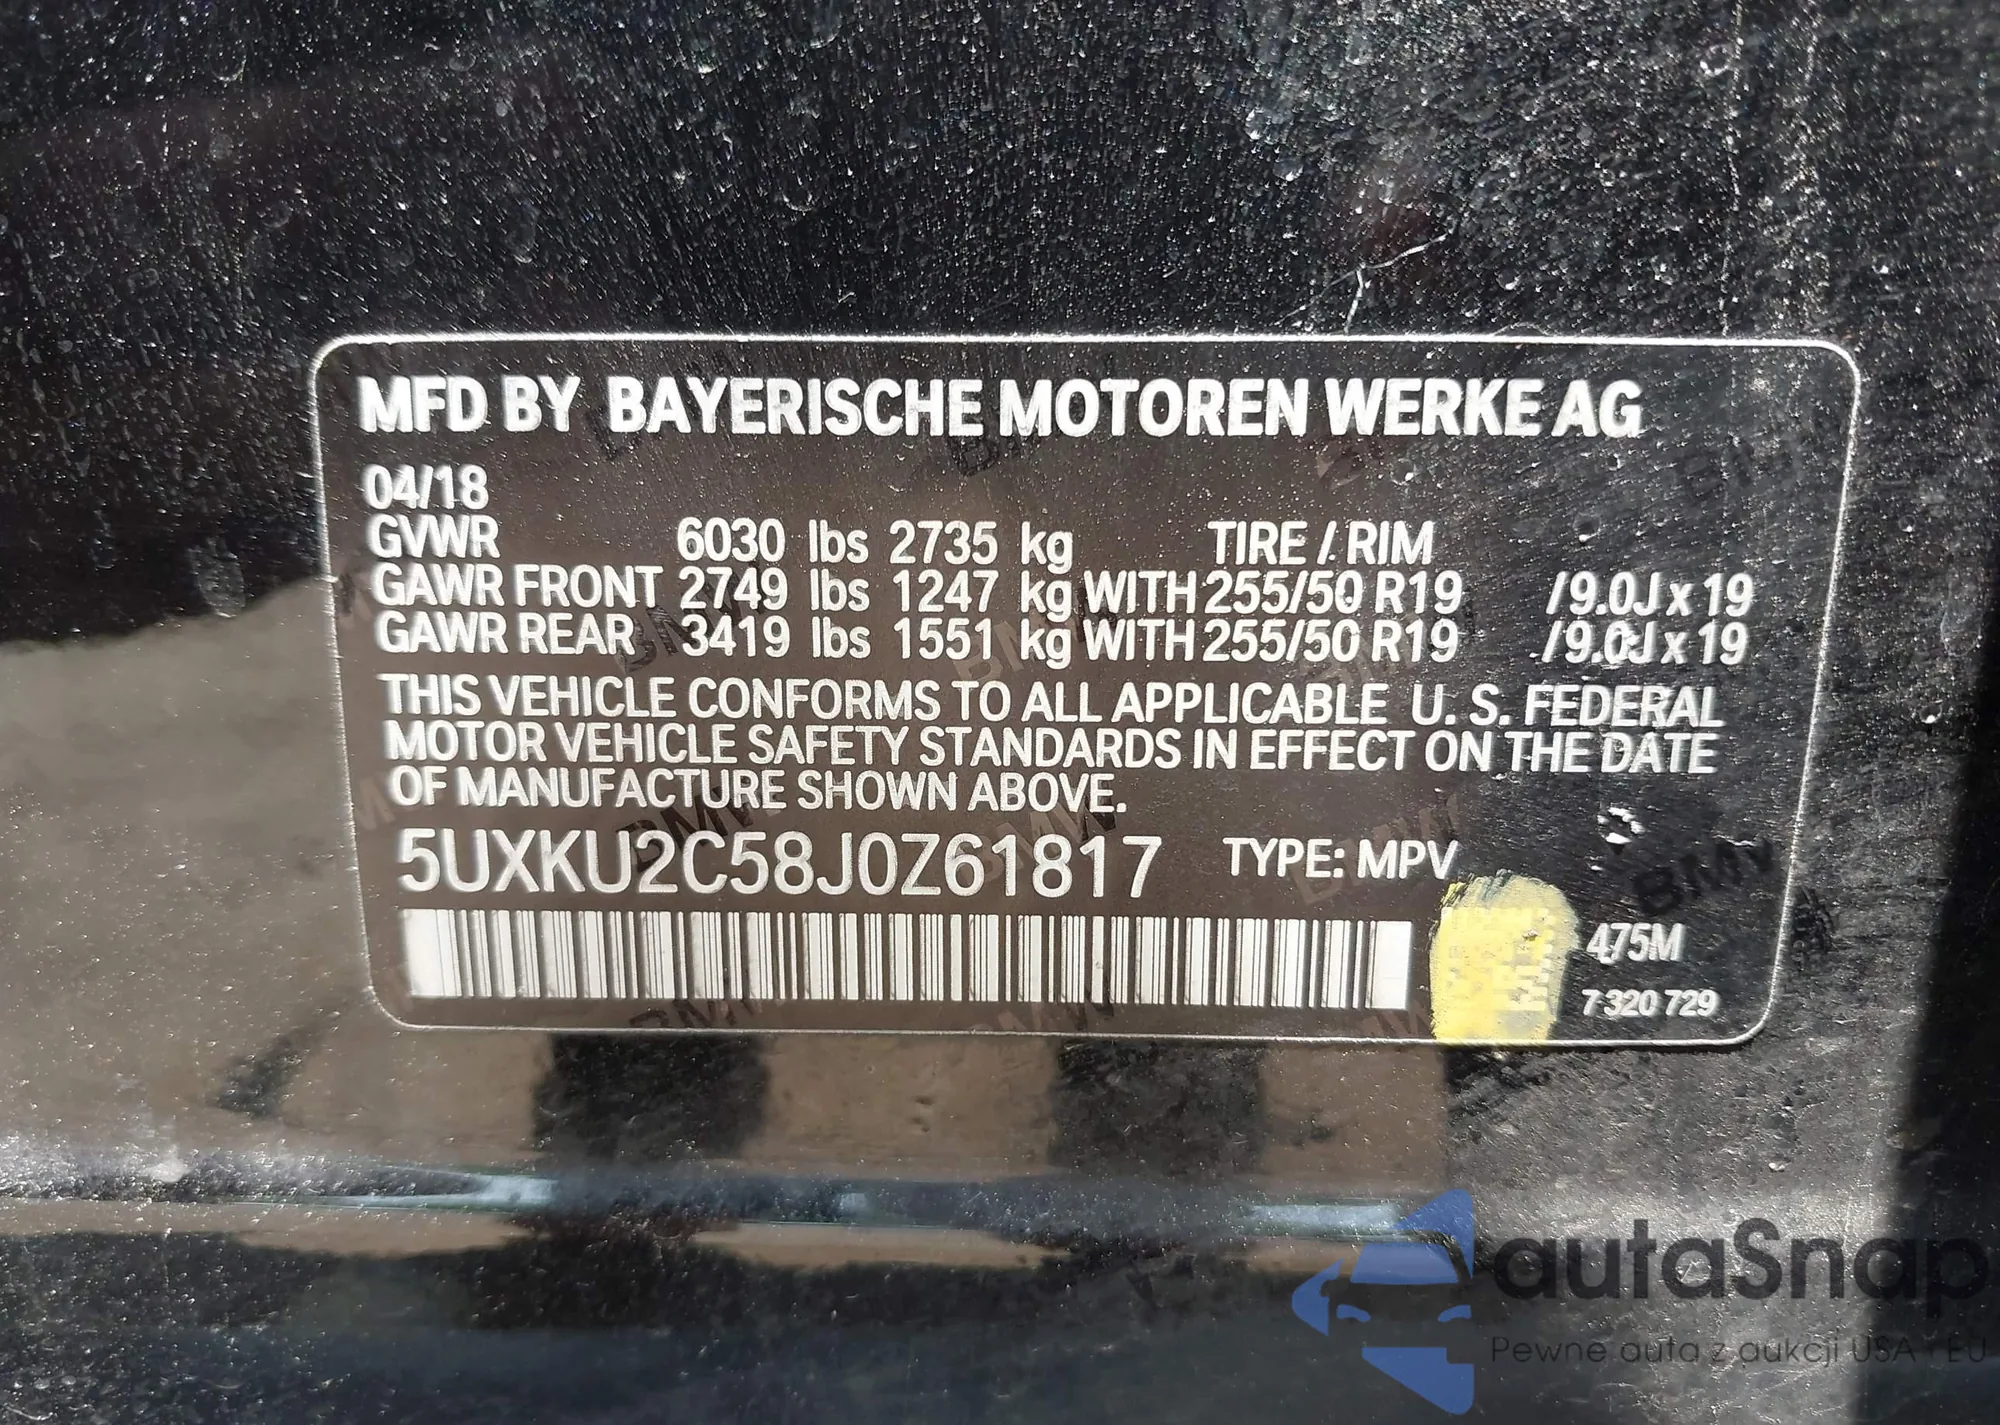 MFD BY BAYERISCHE MOTOREN WERKE AG
04/18
GVWR 6030 lbs 2735 kg TIRE / RIM
GAWR FRONT 2749 lbs 1247 kg WITH 255/50 R19 /9.0J x 19
GAWR REAR 3419 lbs 1551 kg WITH 255/50 R19 /9.0J x 19
THIS VEHICLE CONFORMS TO ALL APPLICABLE U. S. FEDERAL
MOTOR VEHICLE SAFETY STANDARDS IN EFFECT ON THE DATE
OF MANUFACTURE SHOWN ABOVE.
5UXKU2C58J0Z61817 TYPE: MPV
475M
7 320 729
autaSnap
Pewne auta z aukcji USA i EU